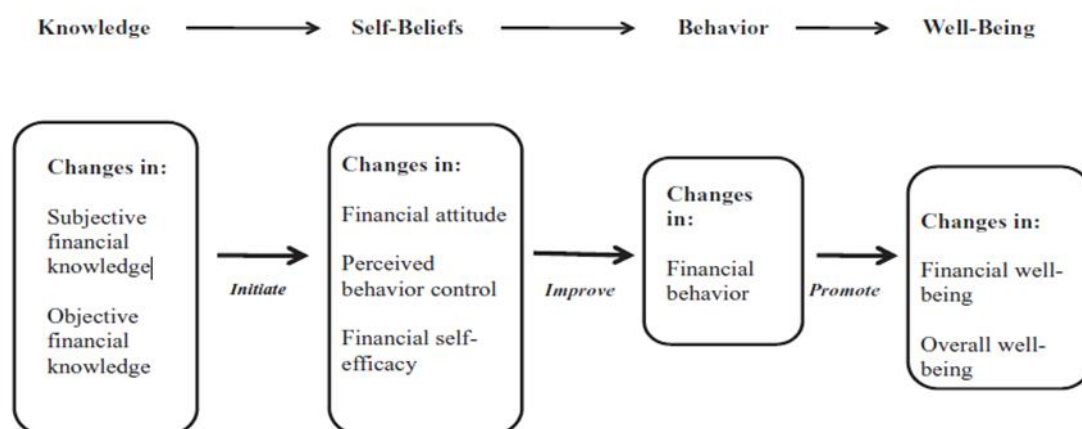 Knowledge Self-Beliefs Behavior Well-Being
Changes in:
Subjective
financial
knowledge
Objective
financial
knowledge
Initiate
Changes in:
Financial attitude
Perceived
behavior control
Financial self-
efficacy
Improve
Changes
in:
Financial
behavior
Promote
Changes in:
Financial well-
being
Overall well-
being